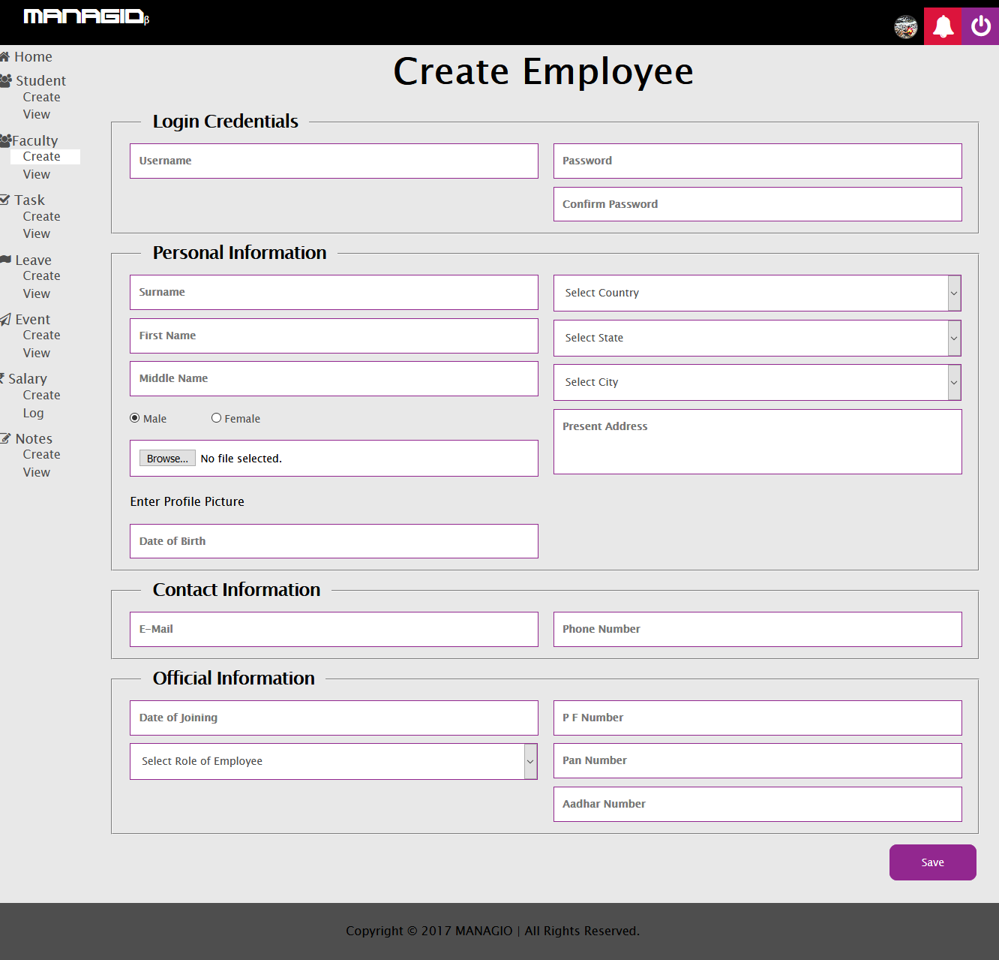 MANAGIOβ
Home
Student
Create
View
Faculty
Create
View
Task
Create
View
Leave
Create
View
Event
Create
View
Salary
Create
Log
Notes
Create
View
Create Employee
Login Credentials
Username
Password
Confirm Password
Personal Information
Surname
First Name
Middle Name
Male Female
Browse... No file selected.
Enter Profile Picture
Date of Birth
Select Country
Select State
Select City
Present Address
Contact Information
E-Mail
Phone Number
Official Information
Date of Joining
Select Role of Employee
P F Number
Pan Number
Aadhar Number
Save
Copyright © 2017 MANAGIO | All Rights Reserved.